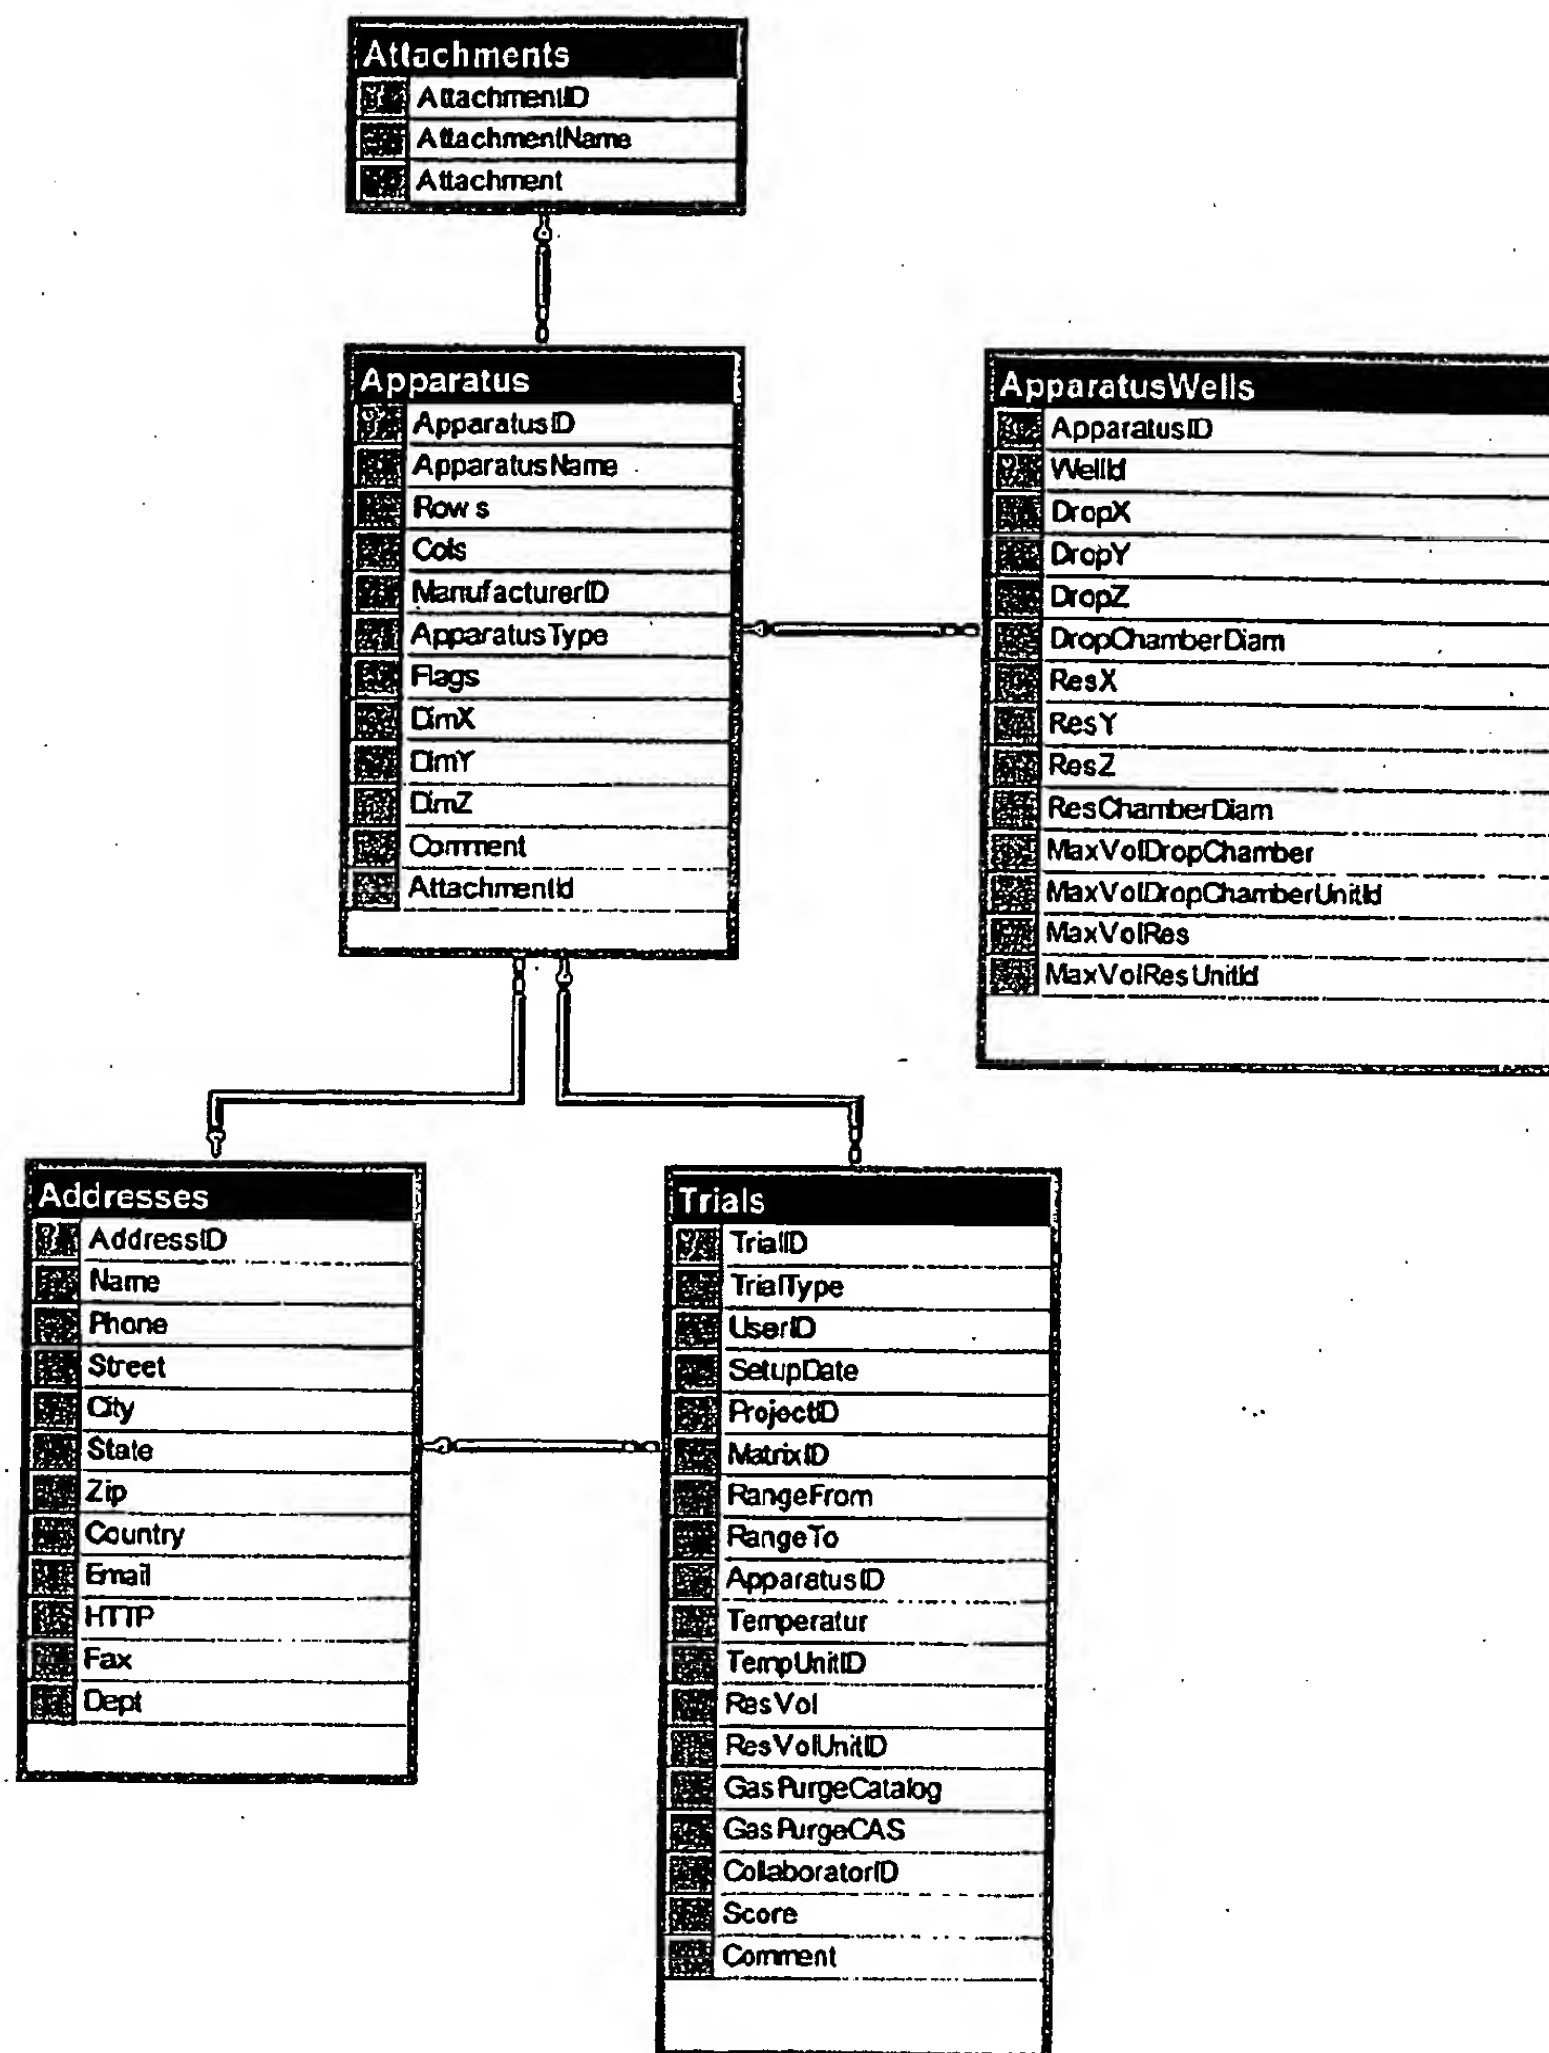 Attachments
AttachmentID
AttachmentName
Attachment
Apparatus
ApparatusID
ApparatusName
Rows
Cols
ManufacturerID
ApparatusType
Flags
DimX
DimY
DimZ
Comment
AttachmentId
ApparatusWells
ApparatusID
WellId
DropX
DropY
DropZ
DropChamberDiam
ResX
ResY
ResZ
ResChamberDiam
MaxVolDropChamber
MaxVolDropChamberUnitId
MaxVolRes
MaxVolResUnitId
Addresses
AddressID
Name
Phone
Street
City
State
Zip
Country
Email
HTTP
Fax
Dept
Trials
TrialID
TrialType
UserID
SetupDate
ProjectID
MatrixID
RangeFrom
RangeTo
ApparatusID
Temperatur
TempUnitID
ResVol
ResVolUnitID
GasPurgeCatalog
GasPurgeCAS
CollaboratorID
Score
Comment